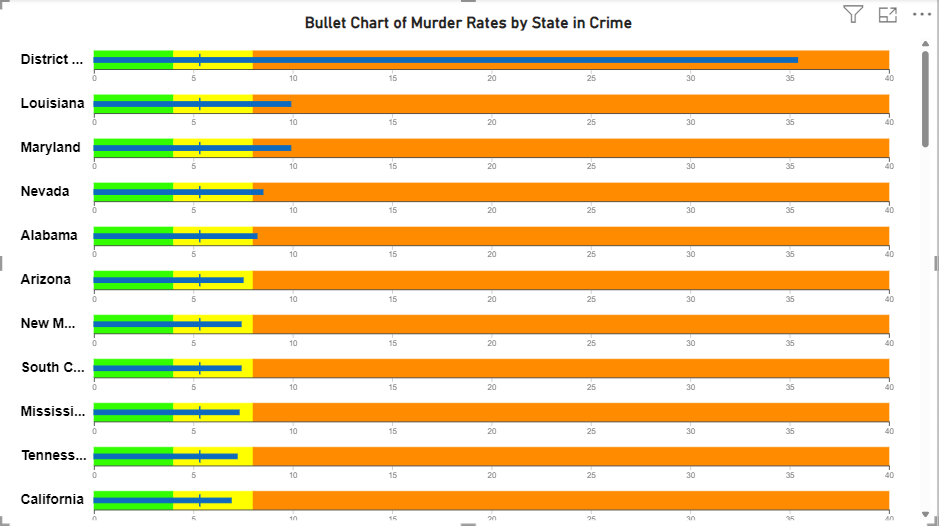 Bullet Chart of Murder Rates by State in Crime
District ...
0 5 10 15 20 25 30 35 40
Louisiana
0 5 10 15 20 25 30 35 40
Maryland
0 5 10 15 20 25 30 35 40
Nevada
0 5 10 15 20 25 30 35 40
Alabama
0 5 10 15 20 25 30 35 40
Arizona
0 5 10 15 20 25 30 35 40
New M...
0 5 10 15 20 25 30 35 40
South C...
0 5 10 15 20 25 30 35 40
Mississi...
0 5 10 15 20 25 30 35 40
Tenness...
0 5 10 15 20 25 30 35 40
California